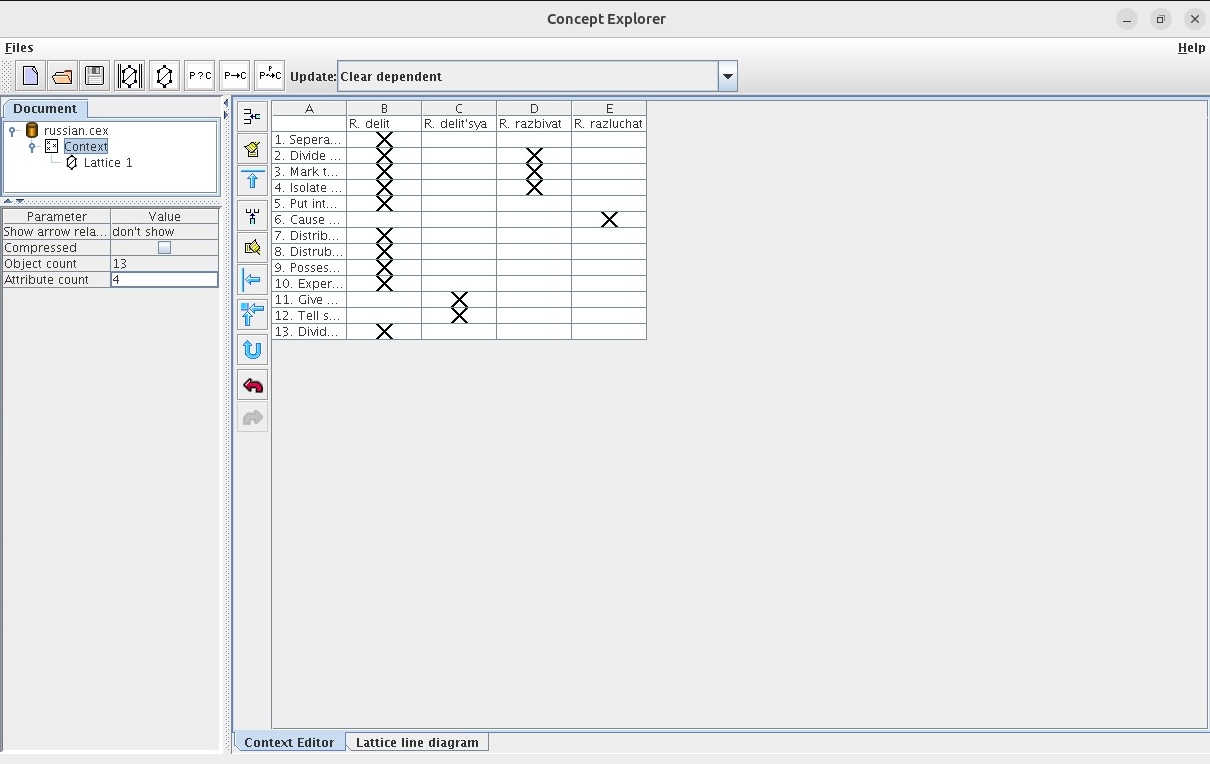 Concept Explorer
Files Help
P?C P→C Update: Clear dependent
Document
russian.cex
Context
Lattice 1
Parameter Value
Show arrow rela... don't show
Compressed
Object count 13
Attribute count 4
A B C D E
R. delit R. delit'sya R. razbivat R. razluchat
1. Sepera...
2. Divide ...
3. Mark t...
4. Isolate ...
5. Put int...
6. Cause ...
7. Distrib...
8. Distrub...
9. Posses...
10. Exper...
11. Give ...
12. Tell s...
13. Divid...
Context Editor Lattice line diagram